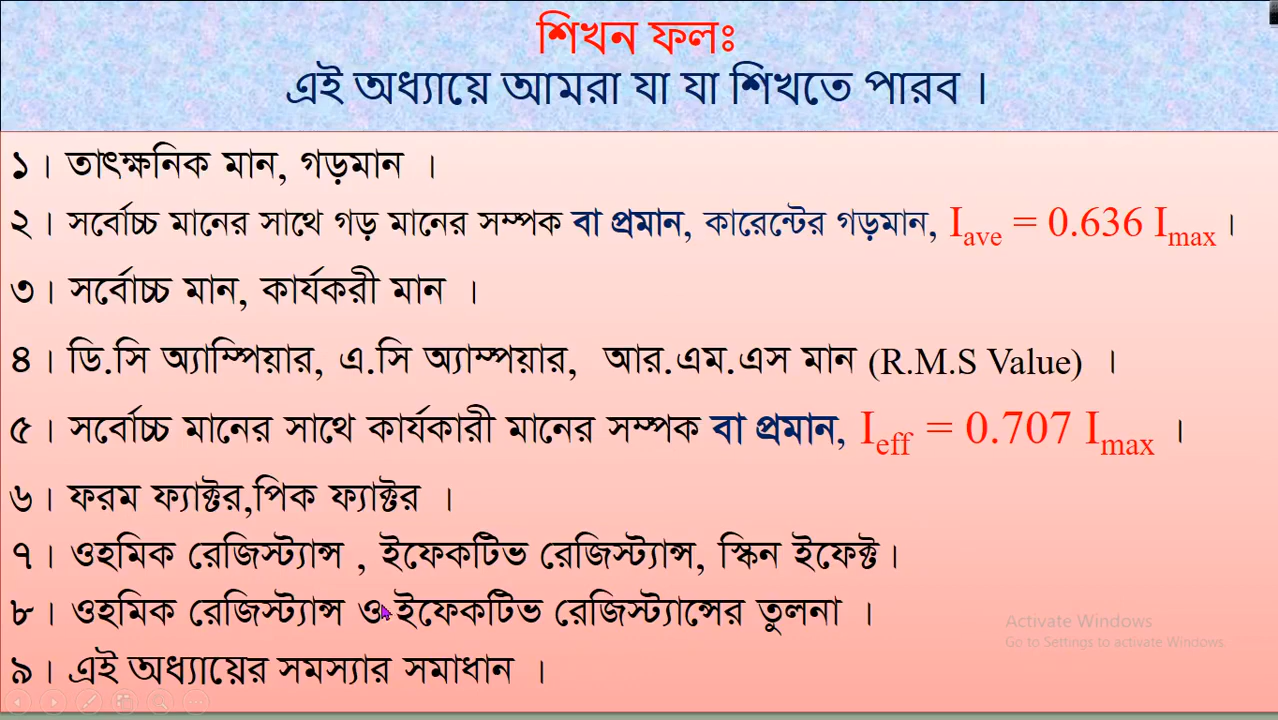 শিখন ফলঃ
এই অধ্যায়ে আমরা যা যা শিখতে পারব ।
১। তাৎক্ষনিক মান, গড়মান ।
২। সর্বোচ্চ মানের সাথে গড় মানের সম্পক বা প্রমান, কারেন্টের গড়মান, Iave = 0.636 Imax ।
৩। সর্বোচ্চ মান, কার্যকরী মান ।
৪। ডি.সি অ্যাম্পিয়ার, এ.সি অ্যাম্পয়ার, আর.এম.এস মান (R.M.S Value) ।
৫। সর্বোচ্চ মানের সাথে কার্যকারী মানের সম্পক বা প্রমান, Ieff = 0.707 Imax ।
৬। ফরম ফ্যাক্টর,পিক ফ্যাক্টর ।
৭। ওহমিক রেজিস্ট্যান্স , ইফেকটিভ রেজিস্ট্যান্স, স্কিন ইফেক্ট।
৮। ওহমিক রেজিস্ট্যান্স ও ইফেকটিভ রেজিস্ট্যান্সের তুলনা ।
৯। এই অধ্যায়ের সমস্যার সমাধান ।
Activate Windows
Go to Settings to activate Windows.